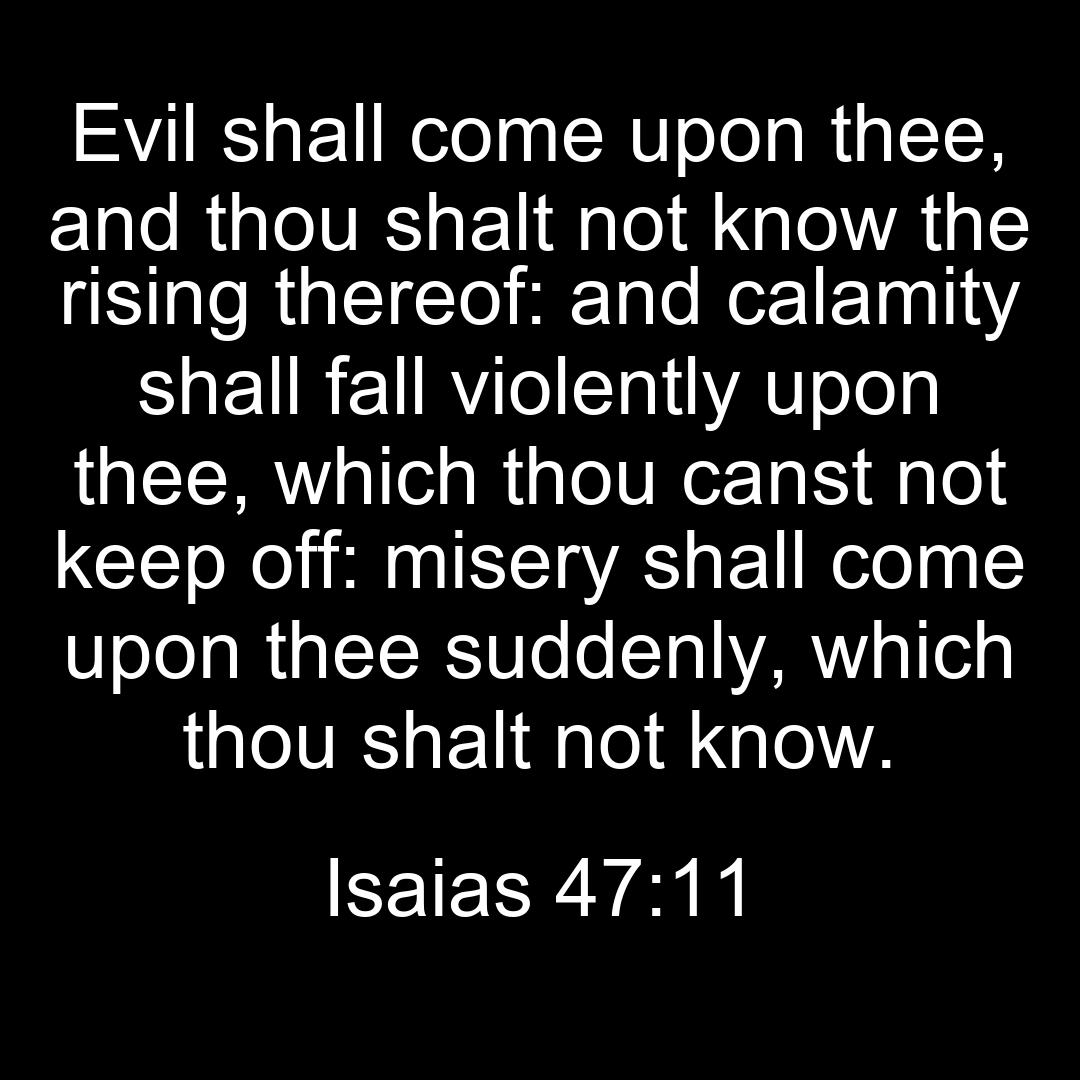 Evil shall come upon thee,
and thou shalt not know the
rising thereof: and calamity
shall fall violently upon
thee, which thou canst not
keep off: misery shall come
upon thee suddenly, which
thou shalt not know.
Isaias 47:11